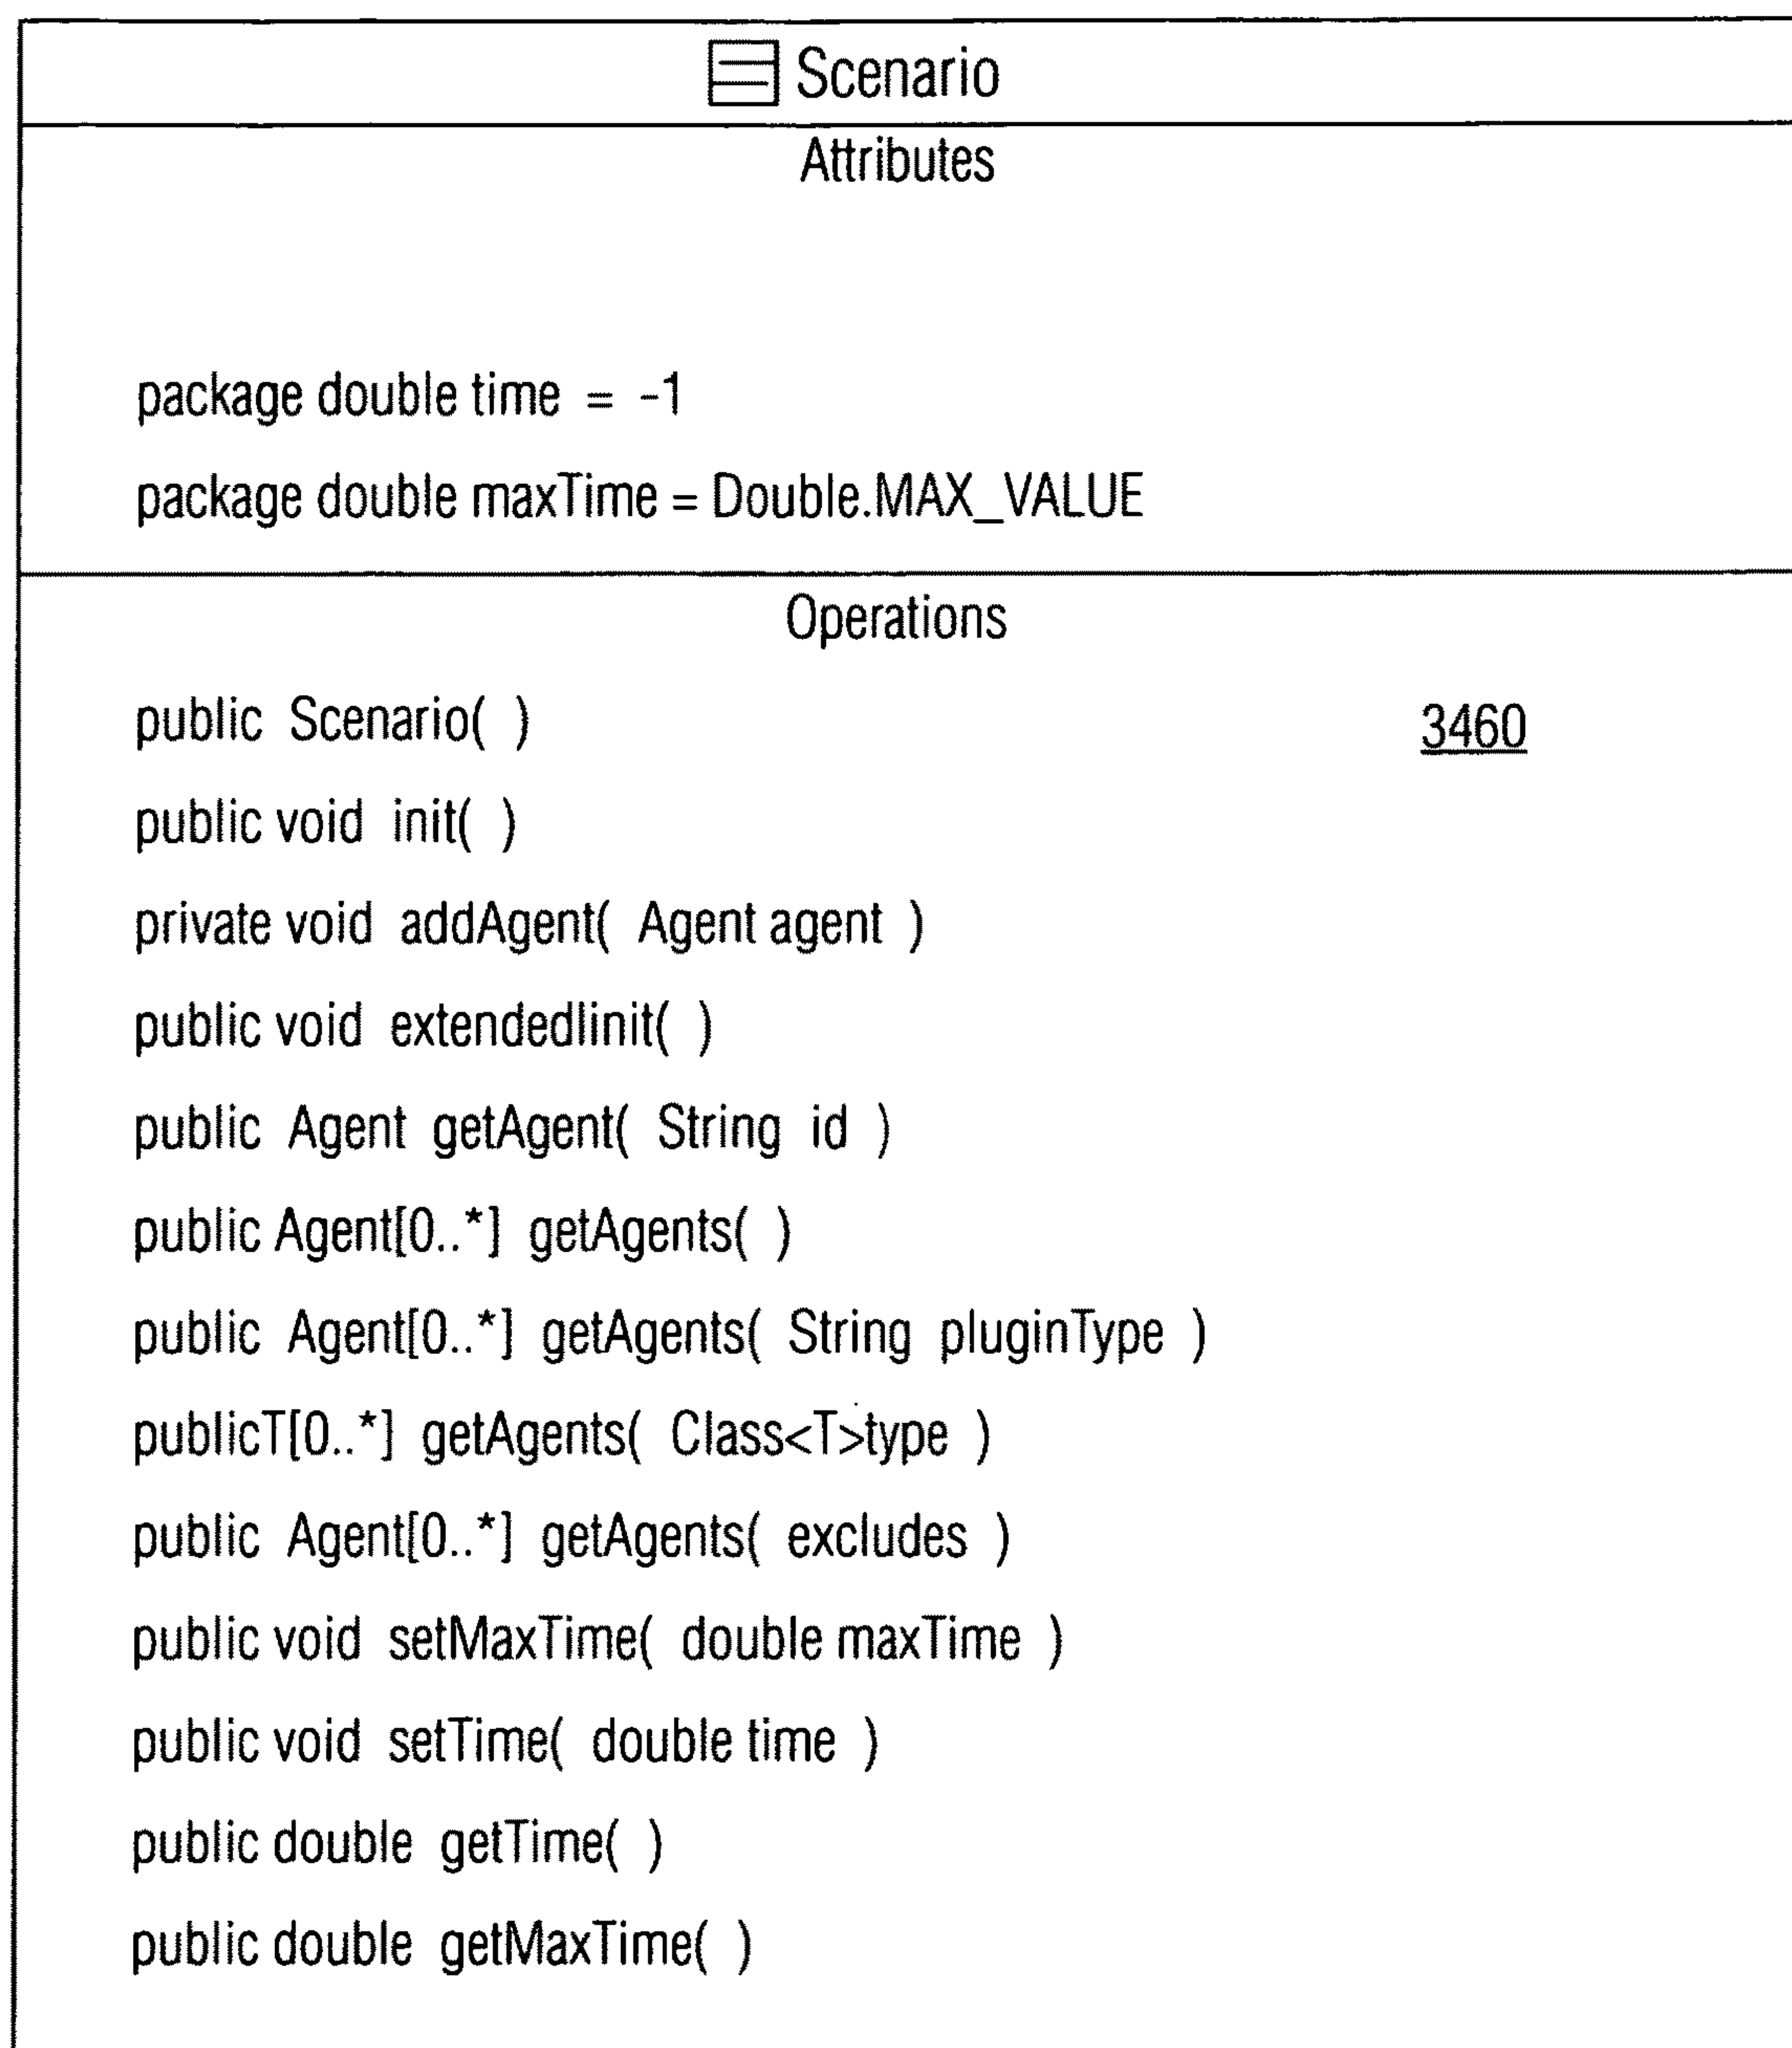 Scenario
Attributes
package double time = -1
package double maxTime = Double.MAX_VALUE
Operations
public Scenario( )
3460
public void init( )
private void addAgent( Agent agent )
public void extendedlinit( )
public Agent getAgent( String id )
public Agent[0..*] getAgents( )
public Agent[0..*] getAgents( String pluginType )
publicT[0..*] getAgents( Class<T>type )
public Agent[0..*] getAgents( excludes )
public void setMaxTime( double maxTime )
public void setTime( double time )
public double getTime( )
public double getMaxTime( )